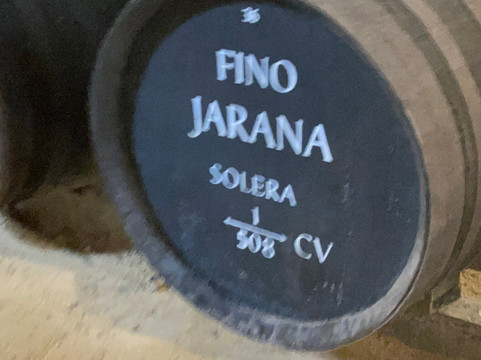 FINO
JARANA
SOLERA
1
508 CV